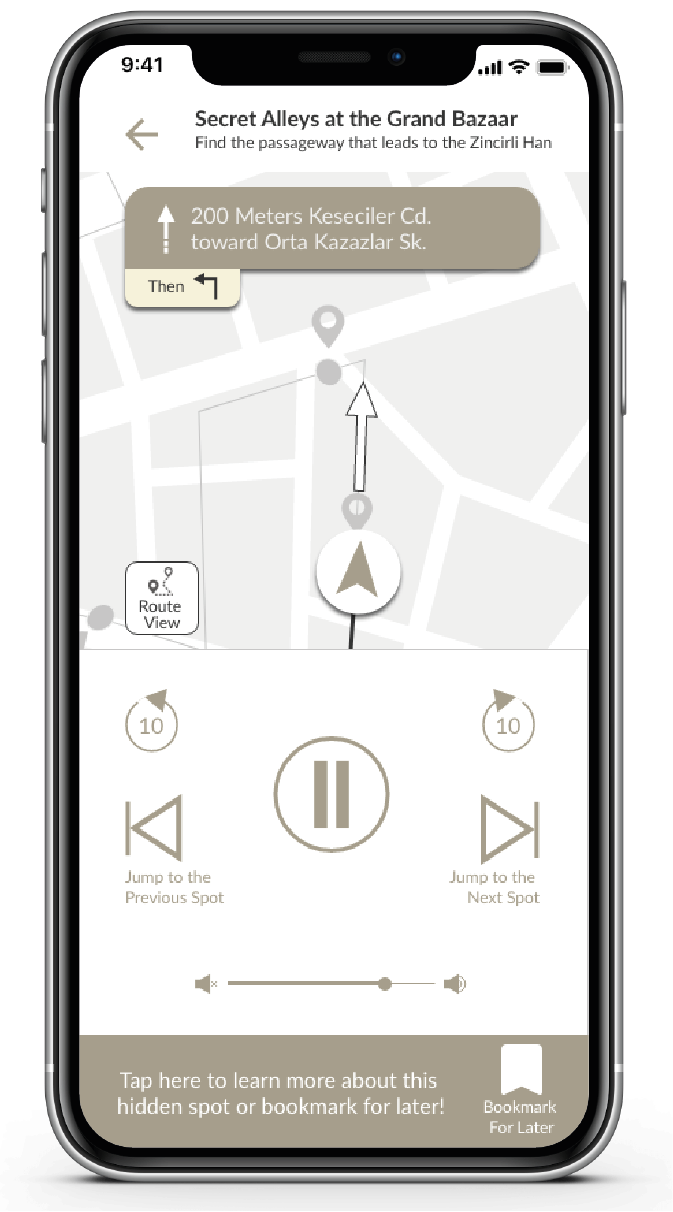 9:41
Secret Alleys at the Grand Bazaar
Find the passageway that leads to the Zincirli Han
200 Meters Keseciler Cd.
toward Orta Kazazlar Sk.
Then
Route
View
10
10
Jump to the
Previous Spot
Jump to the
Next Spot
Tap here to learn more about this
hidden spot or bookmark for later!
Bookmark
For Later